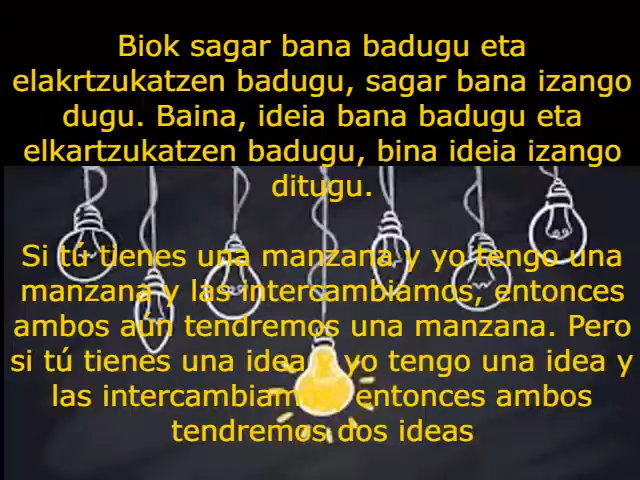 Biok sagar bana badugu eta
elakrtzukatzen badugu, sagar bana izango
dugu. Baina, ideia bana badugu eta
elkartzukatzen badugu, bina ideia izango
ditugu.
Si tú tienes una manzana y yo tengo una
manzana y las intercambiamos, entonces
ambos aún tendremos una manzana. Pero
si tú tienes una idea y yo tengo una idea y
las intercambiamos, entonces ambos
tendremos dos ideas